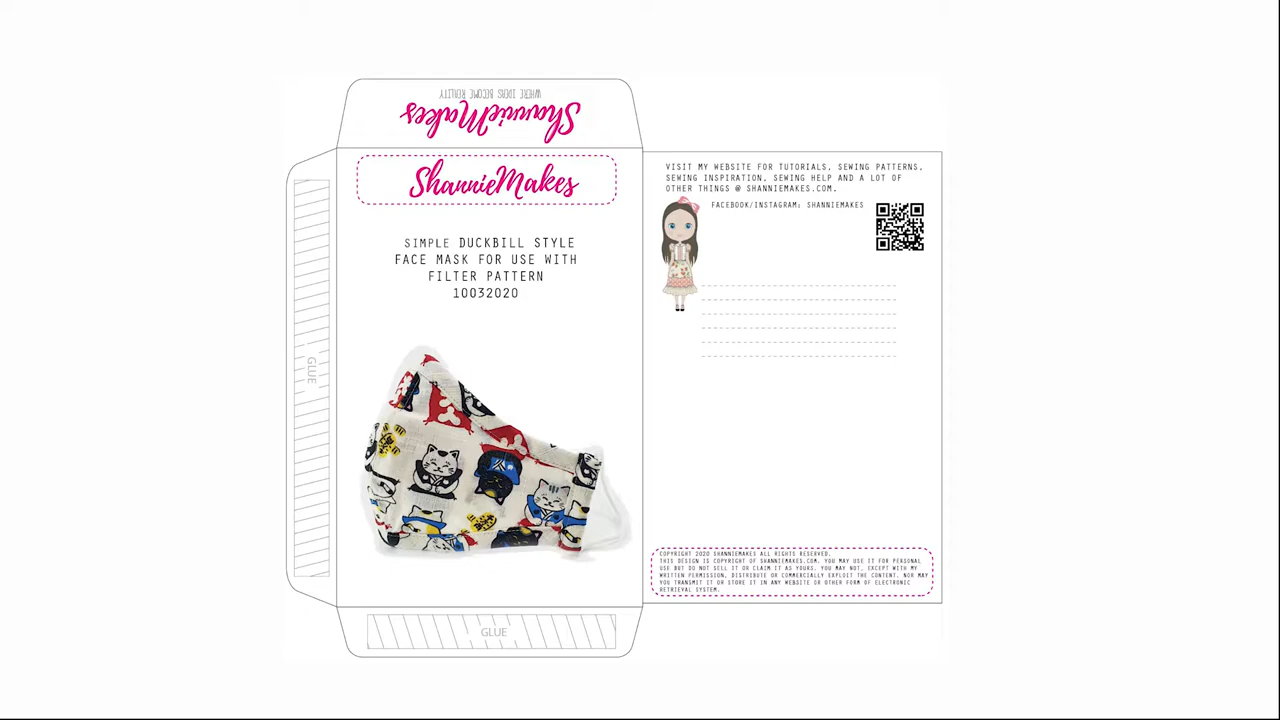 WHERE IDEAS BECOME REALITY
ShannieMakes
ShannieMakes
SIMPLE DUCKBILL STYLE
FACE MASK FOR USE WITH
FILTER PATTERN
10032020
GLUE
GLUE
VISIT MY WEBSITE FOR TUTORIALS, SEWING PATTERNS,
SEWING INSPIRATION, SEWING HELP AND A LOT OF
OTHER THINGS @ SHANNIEMAKES.COM.
FACEBOOK/INSTAGRAM: SHANNIEMAKES
COPYRIGHT 2020 SHANNIEMAKES ALL RIGHTS RESERVED.
THIS DESIGN IS COPYRIGHT OF SHANNIEMAKES.COM. YOU MAY USE IT FOR PERSONAL
USE BUT DO NOT SELL IT OR CLAIM IT AS YOURS. YOU MAY NOT, EXCEPT WITH MY
WRITTEN PERMISSION, DISTRIBUTE OR COMMERCIALLY EXPLOIT THE CONTENT. NOR MAY
YOU TRANSMIT IT OR STORE IT IN ANY WEBSITE OR OTHER FORM OF ELECTRONIC
RETRIEVAL SYSTEM.